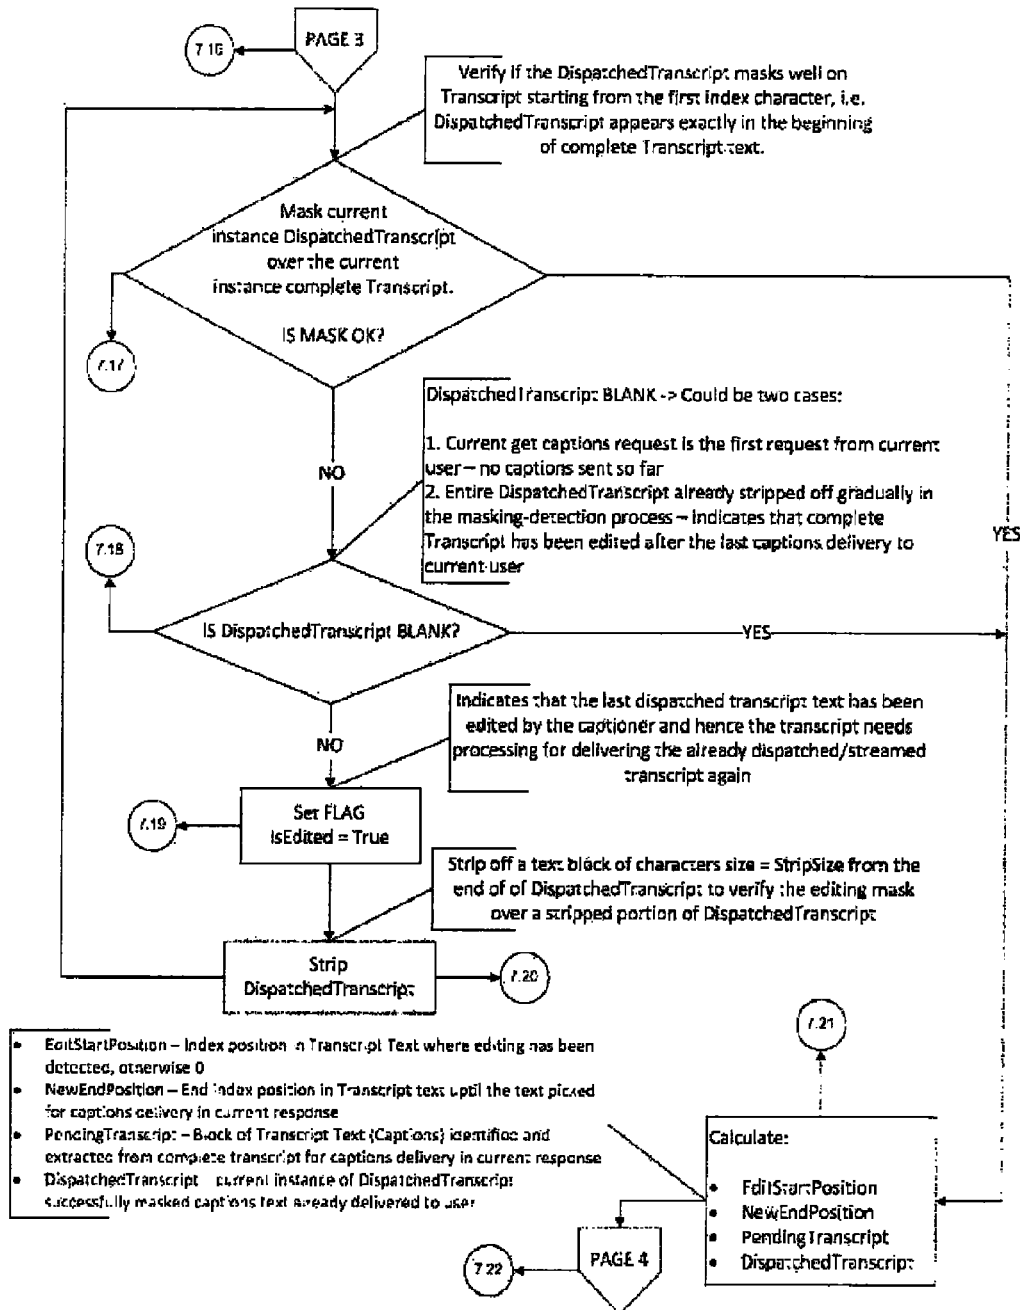 PAGE 3
7.16
Verify if the DispatchedTranscript masks well on
Transcript starting from the first index character, i.e.
DispatchedTranscript appears exactly in the beginning
of complete Transcript text.
Mask current
instance DispatchedTranscript
over the current
instance complete Transcript.
IS MASK OK?
7.17
DispatchedTranscript BLANK -> Could be two cases:
1. Current get captions request is the first request from current
user – no captions sent so far
2. Entire DispatchedTranscript already stripped off gradually in
the masking-detection process – indicates that complete
Transcript has been edited after the last captions delivery to
current user
NO
YES
7.18
IS DispatchedTranscript BLANK?
YES
Indicates that the last dispatched transcript text has been
edited by the captioner and hence the transcript needs
processing for delivering the already dispatched/streamed
transcript again
NO
Set FLAG
IsEdited = True
7.19
Strip off a text block of characters size = StripSize from the
end of of DispatchedTranscript to verify the editing mask
over a stripped portion of DispatchedTranscript
Strip
DispatchedTranscript
7.20
7.21
• EditStartPosition – Index position in Transcript Text where editing has been
detected, otherwise 0
• NewEndPosition – End index position in Transcript text uptil the text picked
for captions delivery in current response
• PendingTranscript – Block of Transcript Text (Captions) identified and
extracted from complete transcript for captions delivery in current response
• DispatchedTranscript – current instance of DispatchedTranscript
successfully masked captions text already delivered to user
Calculate:
• EditStartPosition
• NewEndPosition
• PendingTranscript
• DispatchedTranscript
PAGE 4
7.22